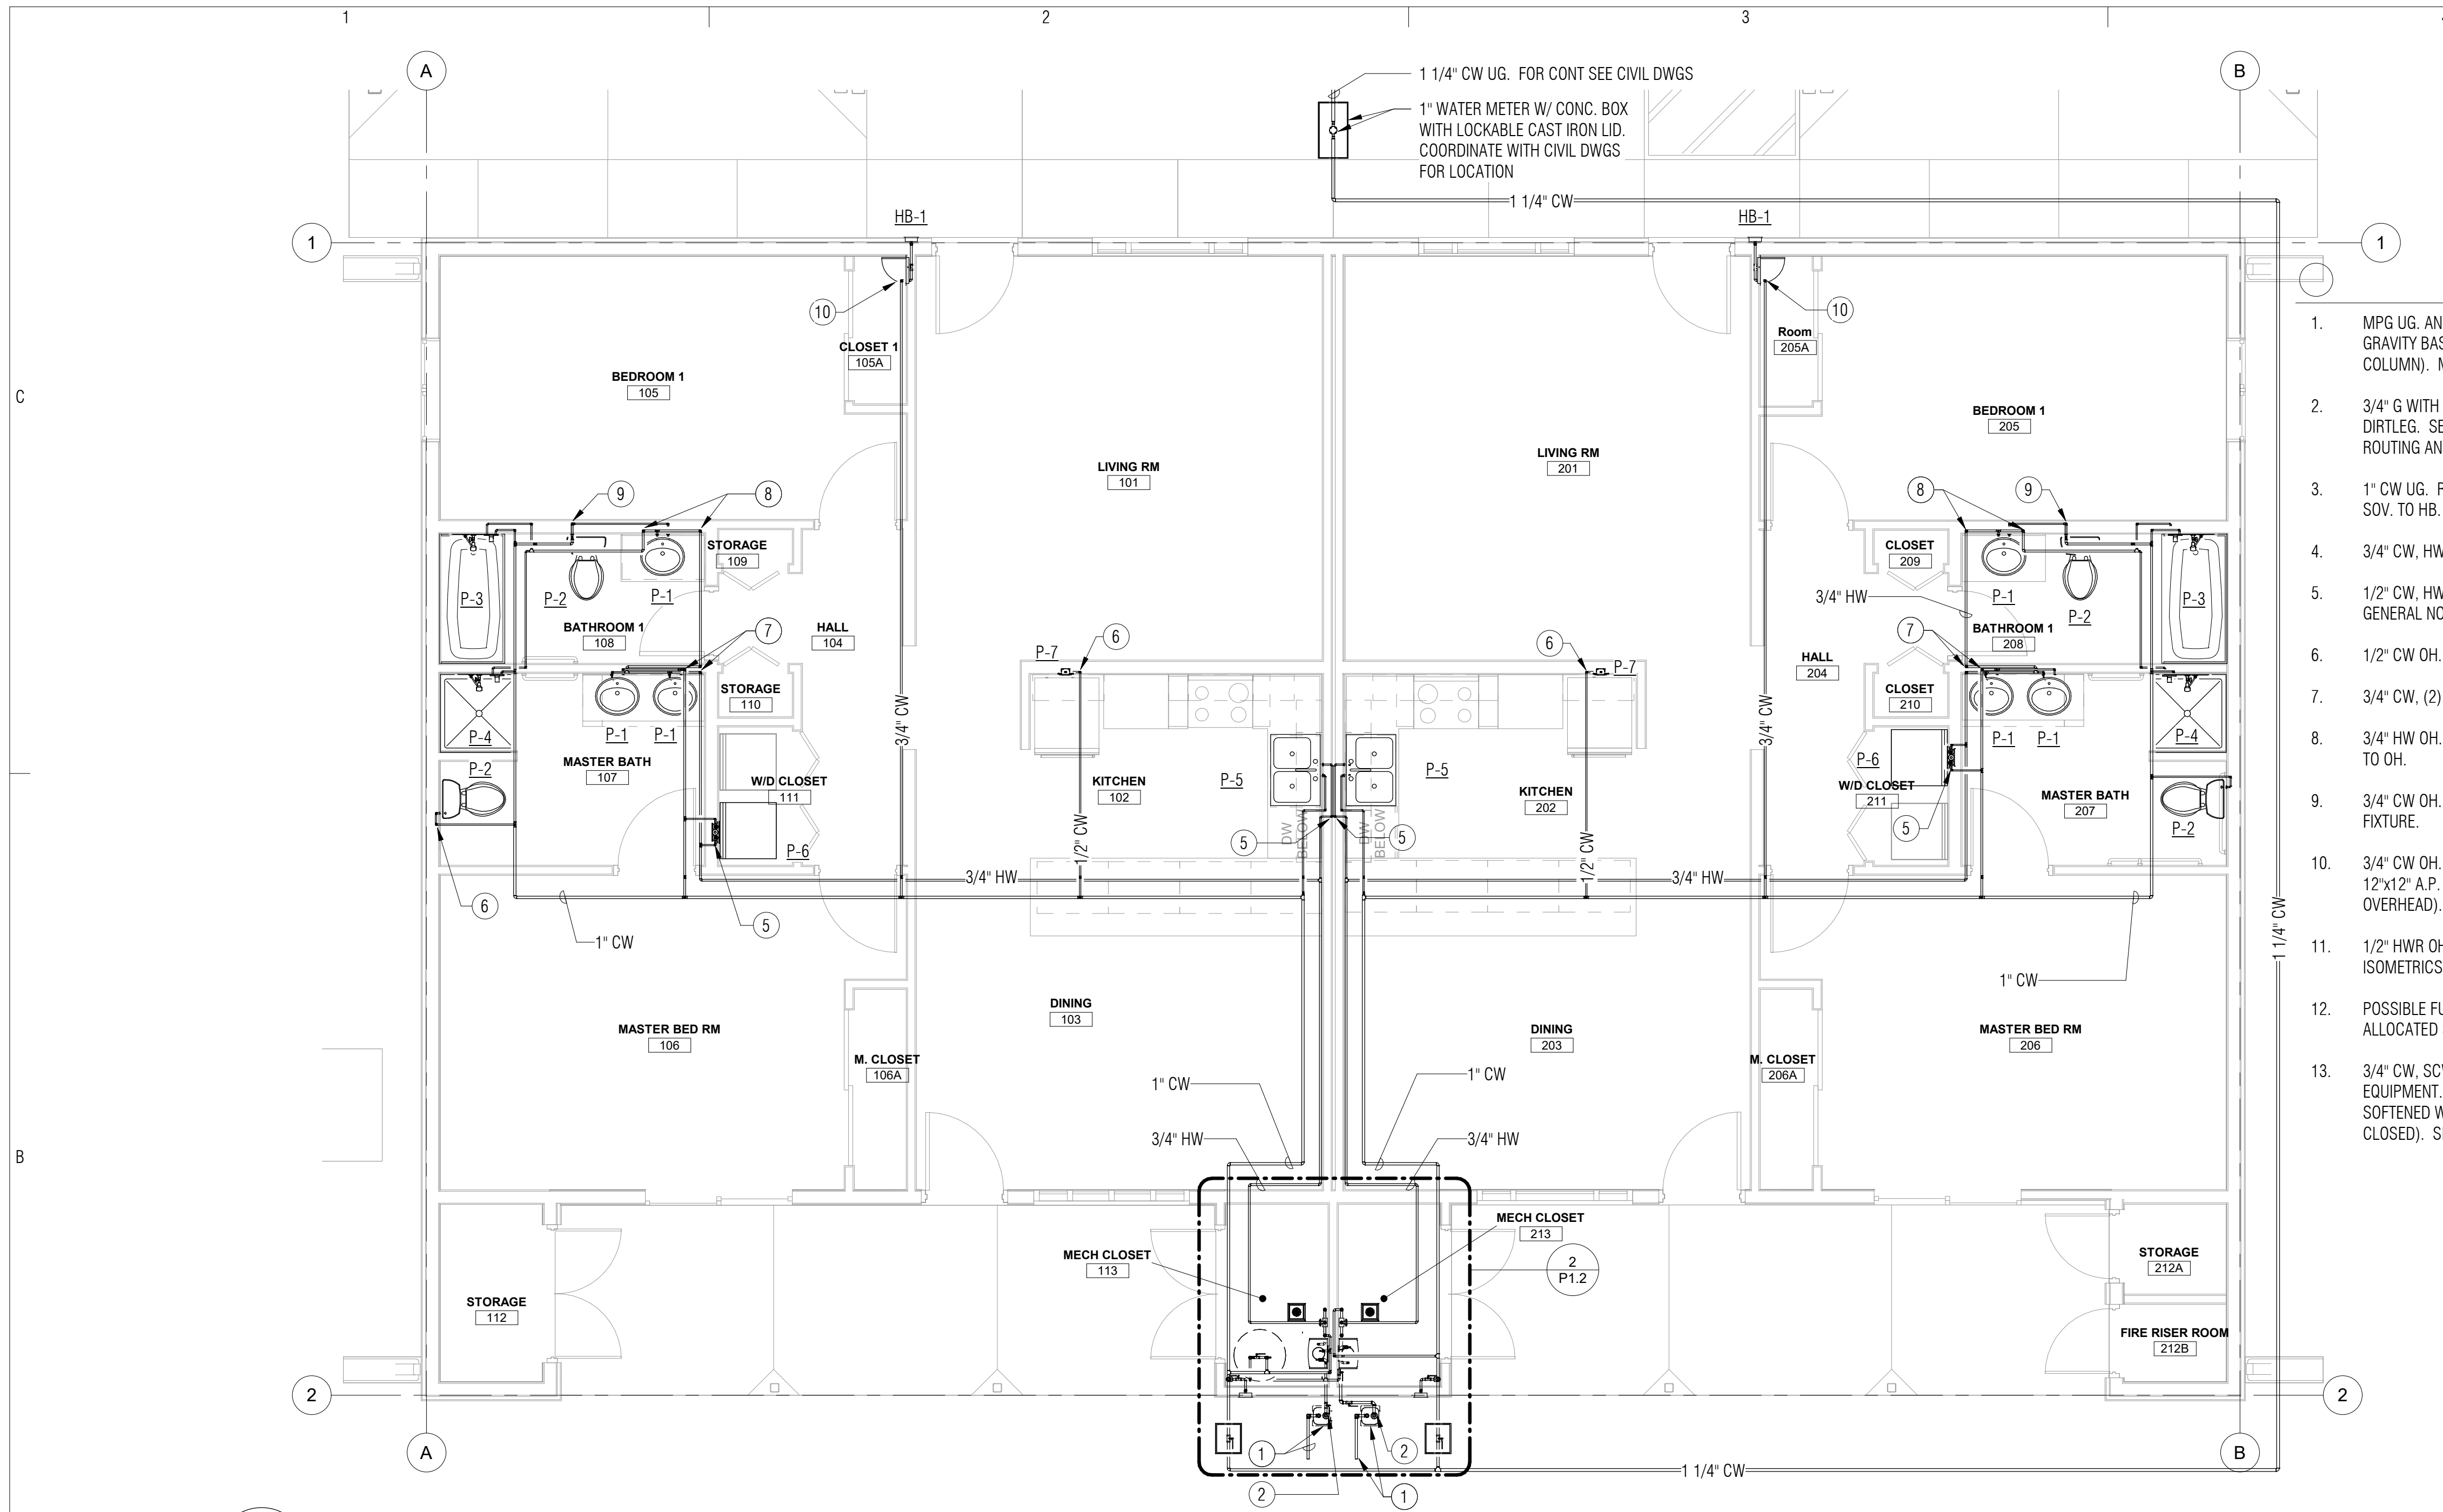 1
2
3
A
B
1 1/4" CW UG. FOR CONT SEE CIVIL DWGS
1" WATER METER W/ CONC. BOX
WITH LOCKABLE CAST IRON LID.
COORDINATE WITH CIVIL DWGS
FOR LOCATION
1 1/4" CW
HB-1
HB-1
1
1
10
10
CLOSET 1
105A
Room
205A
BEDROOM 1
105
BEDROOM 1
205
C
LIVING RM
101
LIVING RM
201
9
8
8
9
STORAGE
109
CLOSET
209
P-3
P-2
P-1
3/4" HW
P-1
P-2
P-3
BATHROOM 1
108
7
HALL
104
6
P-7
6
P-7
7
BATHROOM 1
208
HALL
204
STORAGE
110
CLOSET
210
3/4" CW
3/4" CW
P-4
P-1
P-1
P-1
P-1
P-4
P-2
MASTER BATH
107
W/D CLOSET
111
P-6
KITCHEN
102
P-5
P-5
KITCHEN
202
P-6
W/D CLOSET
211
MASTER BATH
207
P-2
5
5
5
DW
BELOW
DW
BELOW
1/2" CW
1/2" CW
3/4" HW
3/4" HW
6
5
1" CW
1" CW
1 1/4" CW
MASTER BED RM
106
M. CLOSET
106A
DINING
103
DINING
203
M. CLOSET
206A
MASTER BED RM
206
1" CW
1" CW
3/4" HW
3/4" HW
B
MECH CLOSET
113
MECH CLOSET
213
2
P1.2
STORAGE
112
STORAGE
212A
FIRE RISER ROOM
212B
2
2
A
B
1
2
2
1
1 1/4" CW
1. MPG UG. AN
GRAVITY BAS
COLUMN). M
2. 3/4" G WITH
DIRTLEG. SE
ROUTING AN
3. 1" CW UG.
SOV. TO HB.
4. 3/4" CW, HW
5. 1/2" CW, HW
GENERAL NO
6. 1/2" CW OH.
7. 3/4" CW, (2)
8. 3/4" HW OH.
TO OH.
9. 3/4" CW OH.
FIXTURE.
10. 3/4" CW OH.
12"x12" A.P.
OVERHEAD).
11. 1/2" HWR OH
ISOMETRICS
12. POSSIBLE FU
ALLOCATED
13. 3/4" CW, SCW
EQUIPMENT.
SOFTENED W
CLOSED). S